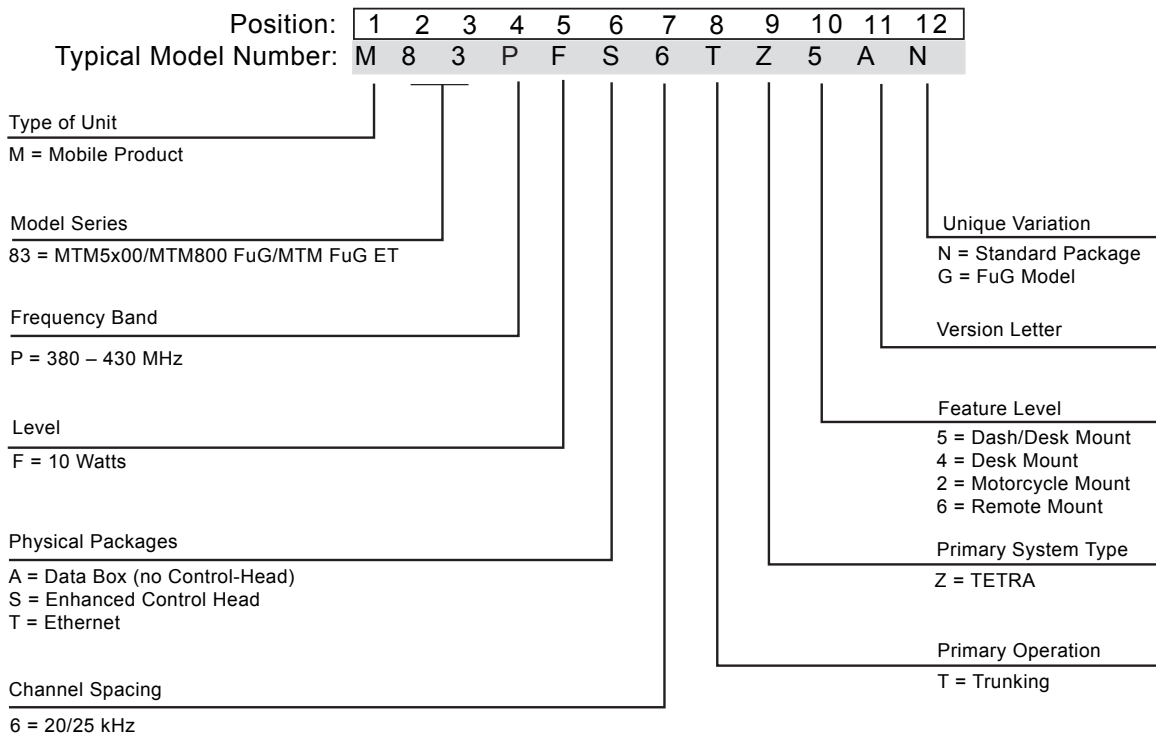 Position: 1 2 3 4 5 6 7 8 9 10 11 12
Typical Model Number: M 8 3 P F S 6 T Z 5 A N
Type of Unit
M = Mobile Product
Model Series
83 = MTM5x00/MTM800 FuG/MTM FuG ET
Frequency Band
P = 380 – 430 MHz
Level
F = 10 Watts
Physical Packages
A = Data Box (no Control-Head)
S = Enhanced Control Head
T = Ethernet
Channel Spacing
6 = 20/25 kHz
Unique Variation
N = Standard Package
G = FuG Model
Version Letter
Feature Level
5 = Dash/Desk Mount
4 = Desk Mount
2 = Motorcycle Mount
6 = Remote Mount
Primary System Type
Z = TETRA
Primary Operation
T = Trunking